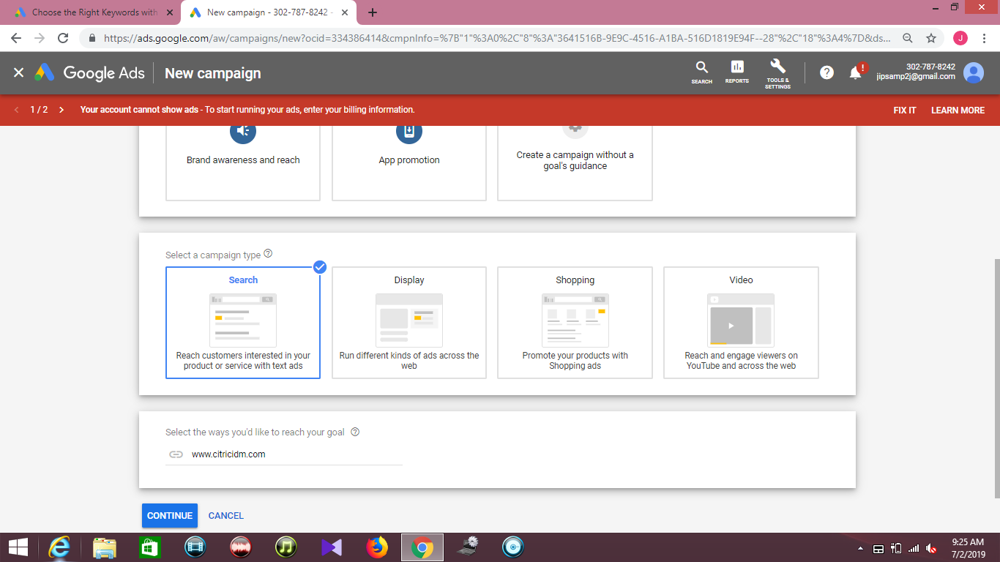 Choose the Right Keywords with
New campaign - 302-787-8242 -
https://ads.google.com/aw/campaigns/new?ocid=334386414&cmpnInfo=%7B"1"%3A0%2C"8"%3A"3641516B-9E9C-4516-A1BA-516D1819E94F--28"%2C"18"%3A4%7D&ds...
J
Google Ads
New campaign
SEARCH
REPORTS
TOOLS &
SETTINGS
302-787-8242
jipsamp2j@gmail.com
1 / 2
Your account cannot show ads - To start running your ads, enter your billing information.
FIX IT
LEARN MORE
Brand awareness and reach
App promotion
Create a campaign without a
goal's guidance
Select a campaign type
Search
Reach customers interested in your
product or service with text ads
Display
Run different kinds of ads across the
web
Shopping
Promote your products with
Shopping ads
Video
Reach and engage viewers on
YouTube and across the web
Select the ways you'd like to reach your goal
www.citricidm.com
CONTINUE
CANCEL
9:25 AM
7/2/2019